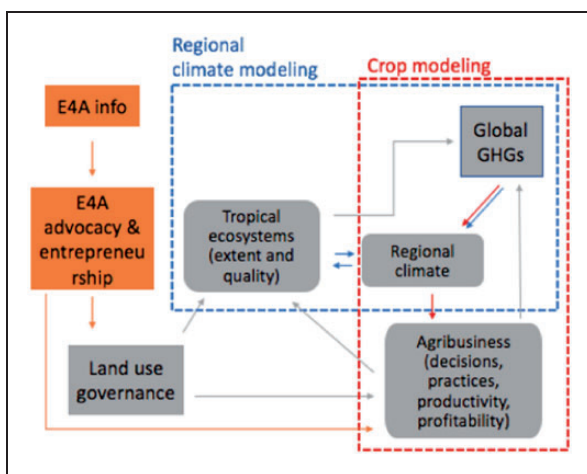 Regional
climate modeling
Crop modeling
E4A info
Global
GHGs
E4A
advocacy &
entrepreneu
rship
Tropical
ecosystems
(extent and
quality)
Regional
climate
Land use
governance
Agribusiness
(decisions,
practices,
productivity,
profitability)